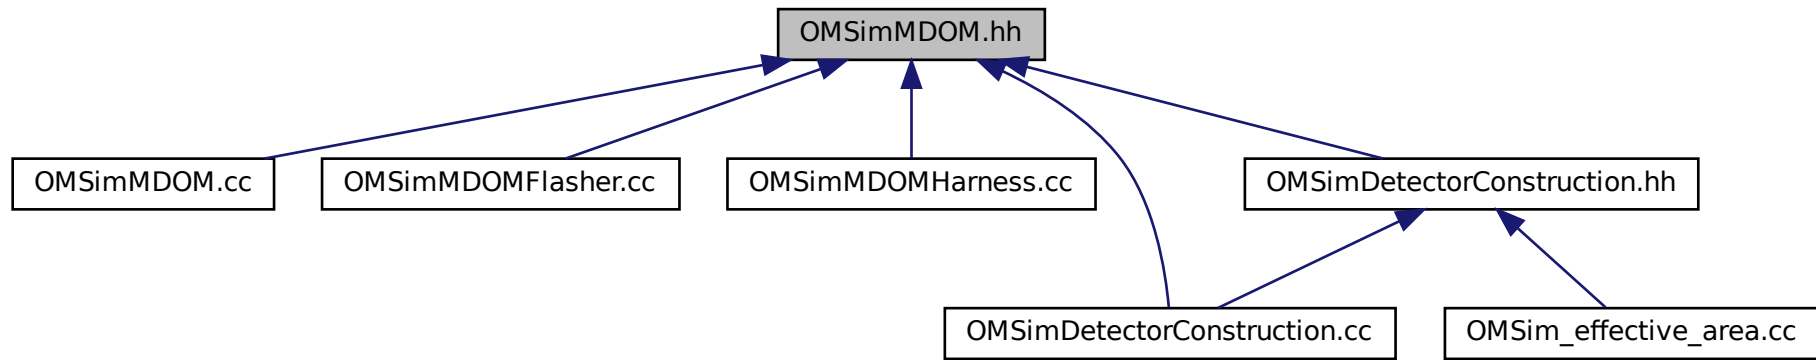 OMSimMDOM.hh
OMSimMDOM.cc
OMSimMDOMFlasher.cc
OMSimMDOMHarness.cc
OMSimDetectorConstruction.hh
OMSimDetectorConstruction.cc
OMSim_effective_area.cc